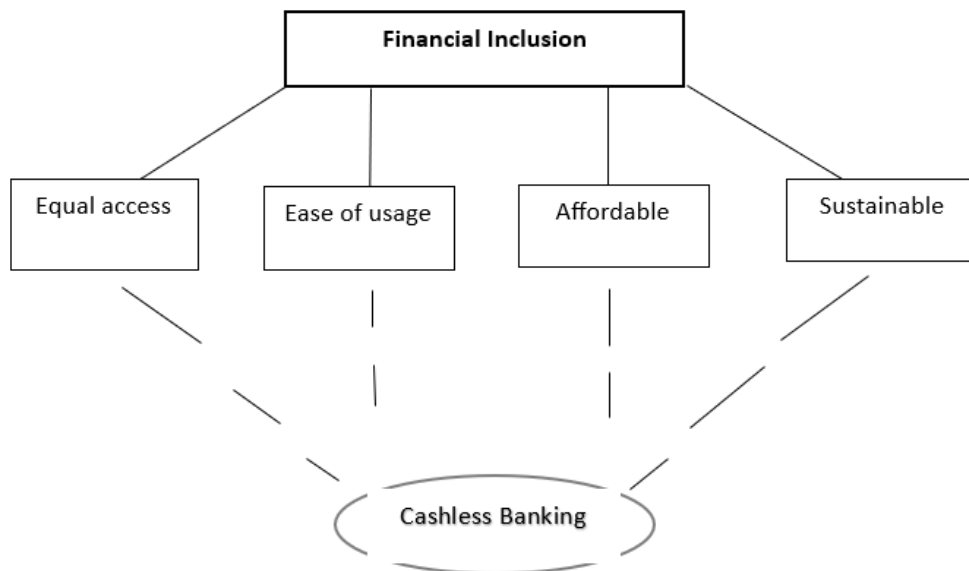 Financial Inclusion
Equal access
Ease of usage
Affordable
Sustainable
Cashless Banking